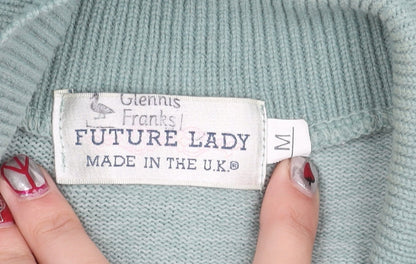 Glennis
Franks!
FUTURE LADY
MADE IN THE U.K.®
M